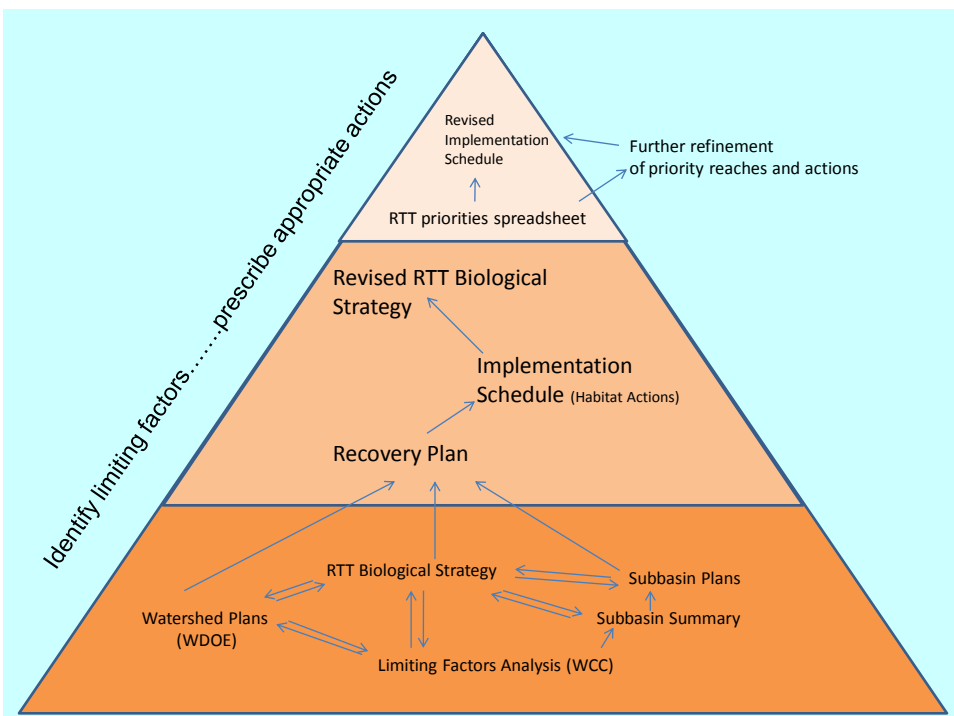 Identify limiting factors…….prescribe appropriate actions
Revised
Implementation
Schedule
Further refinement
of priority reaches and actions
RTT priorities spreadsheet
Revised RTT Biological
Strategy
Implementation
Schedule (Habitat Actions)
Recovery Plan
RTT Biological Strategy
Subbasin Plans
Watershed Plans
(WDOE)
Subbasin Summary
Limiting Factors Analysis (WCC)